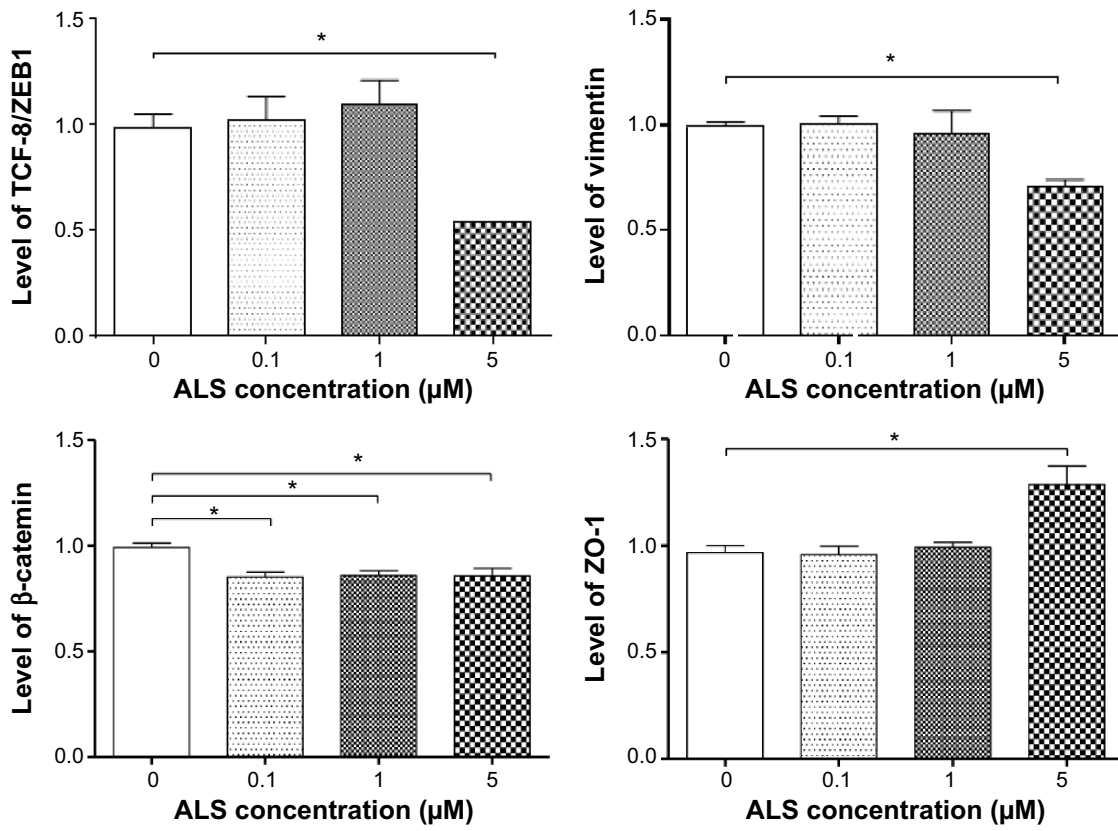 Level of TCF-8/ZEB1
1.5
1.0
0.5
0.0
*
0 0.1 1 5
ALS concentration (µM)
Level of vimentin
1.5
1.0
0.5
0.0
*
0 0.1 1 5
ALS concentration (µM)
Level of β-catemin
1.5
1.0
0.5
0.0
*
*
*
0 0.1 1 5
ALS concentration (µM)
Level of ZO-1
1.5
1.0
0.5
0.0
*
0 0.1 1 5
ALS concentration (µM)